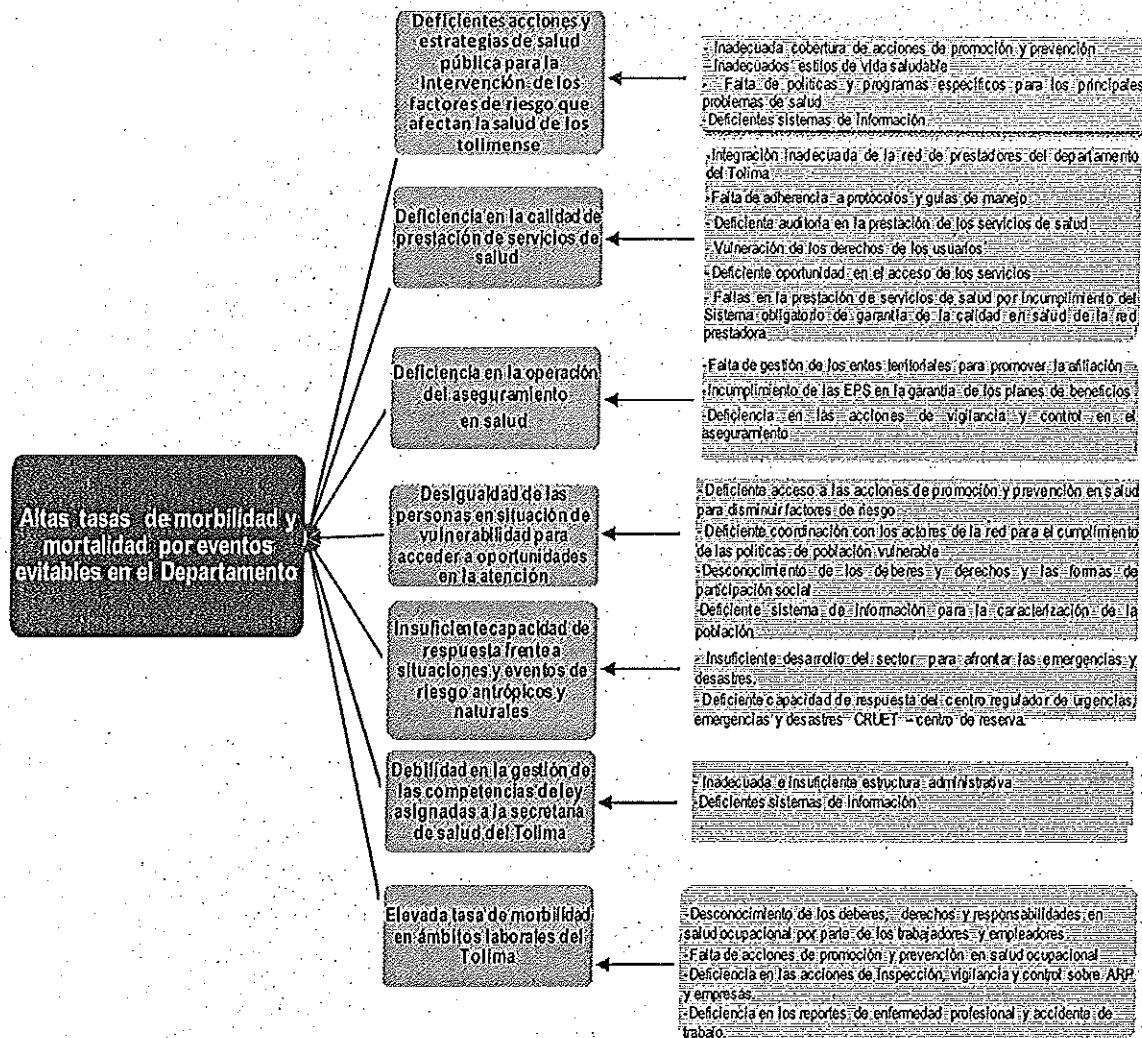 Altas tasas de morbilidad y
mortalidad por eventos
evitables en el Departamento
Deficientes acciones y
estrategias de salud
pública para la
Intervención de los
factores de riesgo que
afectan la salud de los
tolimense
- Inadecuada cobertura de acciones de promoción y prevención
- Inadecuados estilos de vida saludable
- Falta de políticas y programas específicos para los principales
problemas de salud
- Deficientes sistemas de Información
Deficiencia en la calidad de
prestación de servicios de
salud
- Integración inadecuada de la red de prestadores del departamento
del Tolima
- Falta de adherencia a protocolos y guías de manejo
- Deficiente auditoria en la prestación de los servicios de salud
Vulneración de los derechos de los usuarios
- Deficiente oportunidad en el acceso de los servicios
- Fallas en la prestación de servicios de salud por Incumplimiento del
Sistema obligatorio de garantía de la calidad en salud de la red
prestadora
Deficiencia en la operación
del aseguramiento
en salud
- Falta de gestión de los entes territoriales para promover la afiliación
- Incumplimiento de las EPS en la garantía de los planes de beneficios
- Deficiencia en las acciones de vigilancia y control en el
aseguramiento
Desigualdad de las
personas en situación de
vulnerabilidad para
acceder a oportunidades
en la atención
- Deficiente acceso a las acciones de promoción y prevención en salud
para disminuir factores de riesgo
- Deficiente coordinación con los actores de la red para el cumplimiento
de las políticas de población vulnerable
- Desconocimiento de los deberes y derechos y las formas de
participación social
- Deficiente sistema de Información para la caracterización de la
población
Insuficiente capacidad de
respuesta frente a
situaciones y eventos de
riesgo antrópicos y
naturales
- Insuficiente desarrollo del sector para afrontar las emergencias y
desastres.
- Deficiente capacidad de respuesta del centro regulador de urgencias,
emergencias y desastres CRUET – centro de reserva.
Debilidad en la gestión de
las competencias de ley
asignadas a la secretaria
de salud del Tolima
- Inadecuada e insuficiente estructura administrativa
- Deficientes sistemas de Información
Elevada tasa de morbilidad
en ámbitos laborales del
Tolima
- Desconocimiento de los deberes, derechos y responsabilidades en
salud ocupacional por parte de los trabajadores y empleadores
- Falta de acciones de promoción y prevención en salud ocupacional
- Deficiencia en las acciones de Inspección, vigilancia y control sobre ARP
y empresas
- Deficiencia en los reportes de enfermedad profesional y accidente de
trabajo.